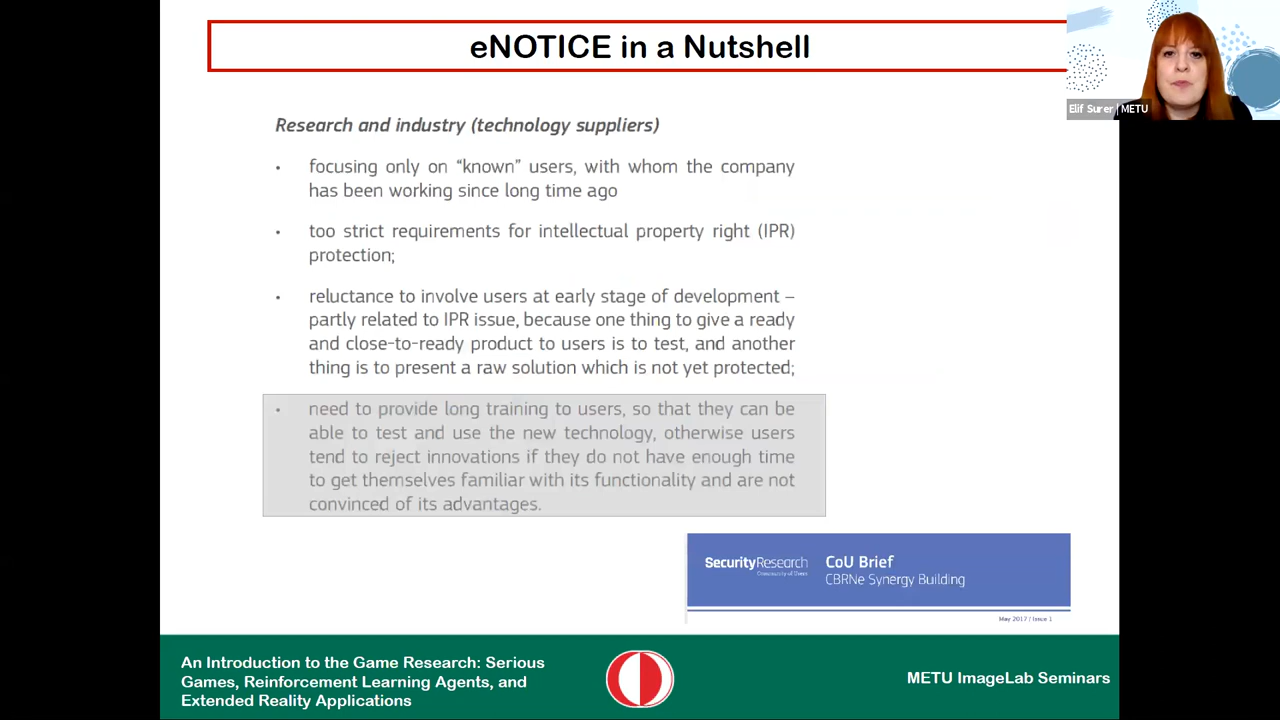 eNOTICE in a Nutshell
Elif Surer | METU
Research and industry (technology suppliers)
• focusing only on “known” users, with whom the company
has been working since long time ago
• too strict requirements for intellectual property right (IPR)
protection;
• reluctance to involve users at early stage of development –
partly related to IPR issue, because one thing to give a ready
and close-to-ready product to users is to test, and another
thing is to present a raw solution which is not yet protected;
• need to provide long training to users, so that they can be
able to test and use the new technology, otherwise users
tend to reject innovations if they do not have enough time
to get themselves familiar with its functionality and are not
convinced of its advantages.
SecurityResearch
Community of Users
CoU Brief
CBRNe Synergy Building
May 2017 / Issue 1
An Introduction to the Game Research: Serious
Games, Reinforcement Learning Agents, and
Extended Reality Applications
METU ImageLab Seminars